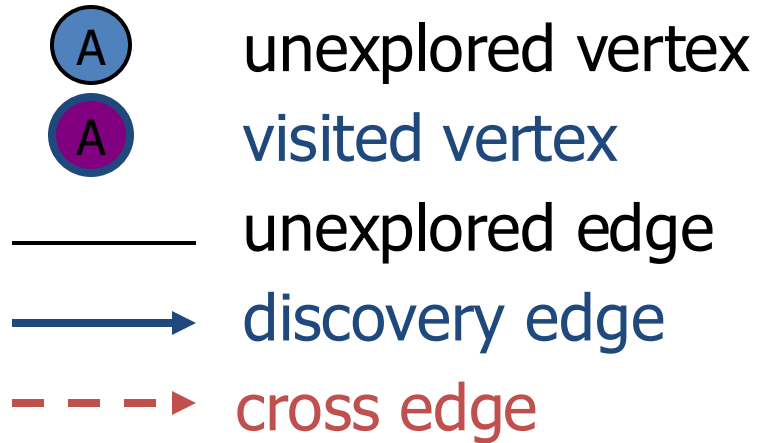 A unexplored vertex
A visited vertex
unexplored edge
discovery edge
cross edge